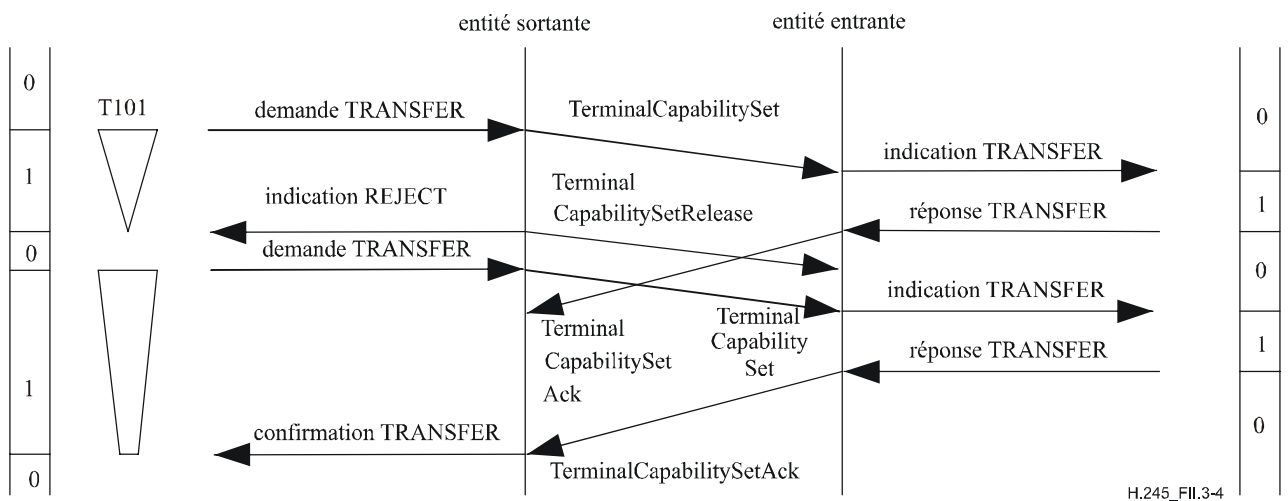 entité sortante
entité entrante
0
T101
demande TRANSFER
TerminalCapabilitySet
0
1
indication TRANSFER
indication REJECT
Terminal
CapabilitySetRelease
réponse TRANSFER
1
0
demande TRANSFER
0
indication TRANSFER
Terminal
CapabilitySet
Ack
Terminal
Capability
Set
réponse TRANSFER
1
1
confirmation TRANSFER
0
TerminalCapabilitySetAck
0
H.245_FII.3-4